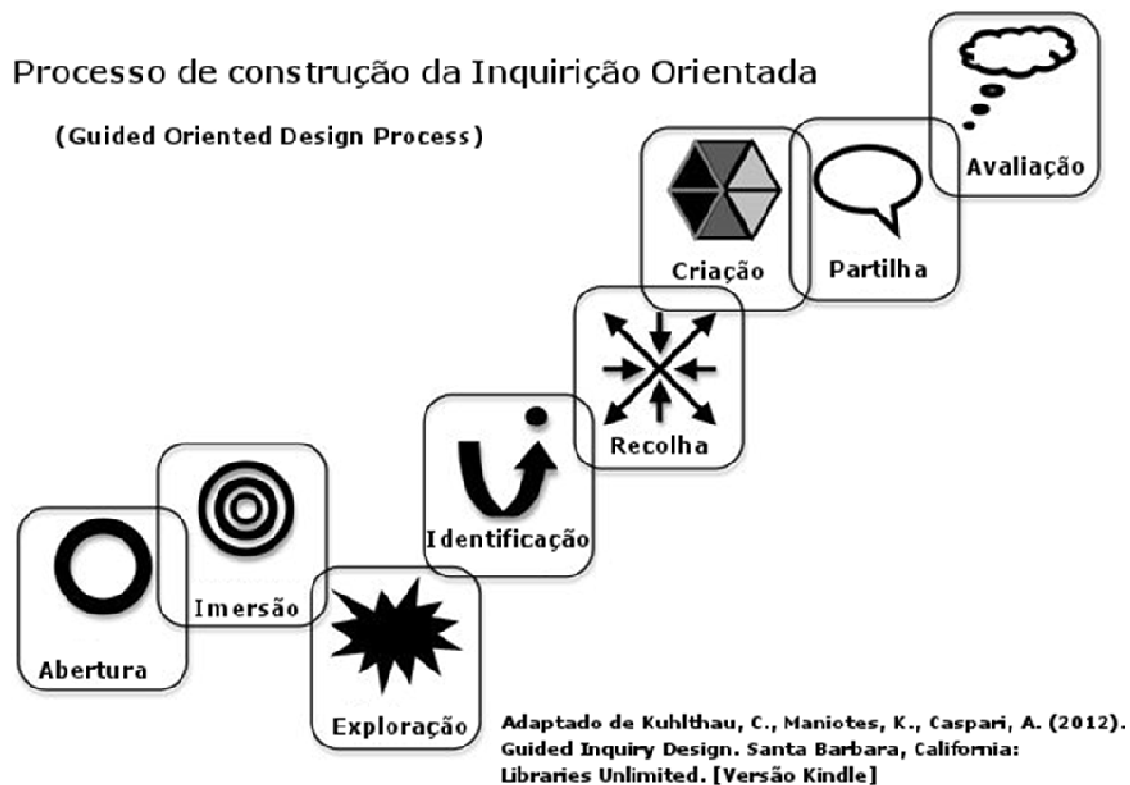 Processo de construção da Inquirição Orientada
(Guided Oriented Design Process)
Abertura
Imersão
Exploração
Identificação
Recolha
Criação
Partilha
Avaliação
Adaptado de Kuhlthau, C., Maniotes, K., Caspari, A. (2012).
Guided Inquiry Design. Santa Barbara, California:
Libraries Unlimited. [Versão Kindle]